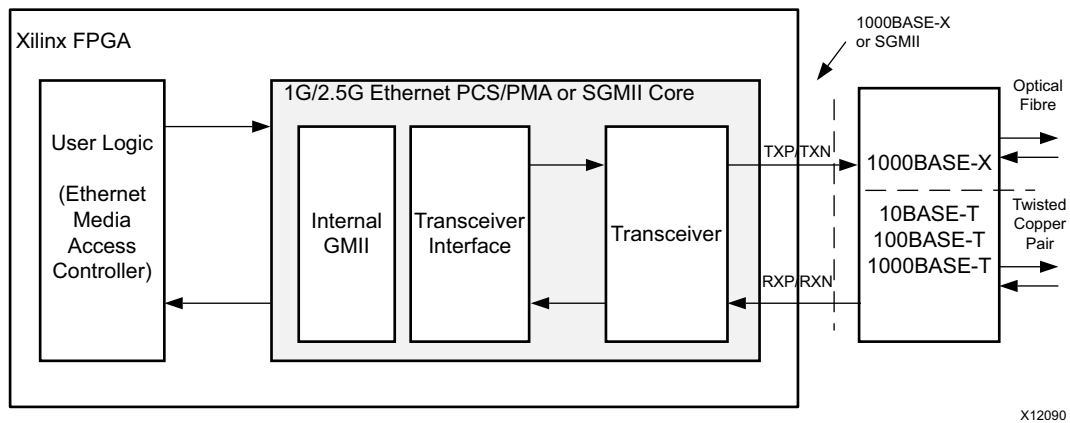 1000BASE-X
or SGMII
Xilinx FPGA
1G/2.5G Ethernet PCS/PMA or SGMII Core
User Logic
(Ethernet
Media
Access
Controller)
Internal
GMII
Transceiver
Interface
Transceiver
TXP/TXN
RXP/RXN
1000BASE-X
10BASE-T
100BASE-T
1000BASE-T
Optical
Fibre
Twisted
Copper
Pair
X12090